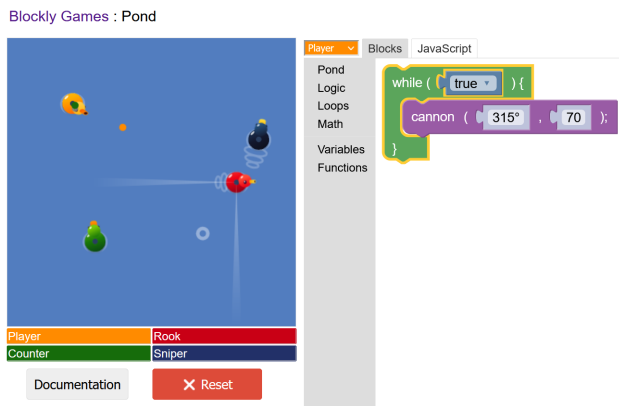 Blockly Games : Pond
Player
Blocks
JavaScript
Pond
Logic
Loops
Math
Variables
Functions
while ( true ) {
cannon ( 315° , 70 );
}
Player
Rook
Counter
Sniper
Documentation
Reset